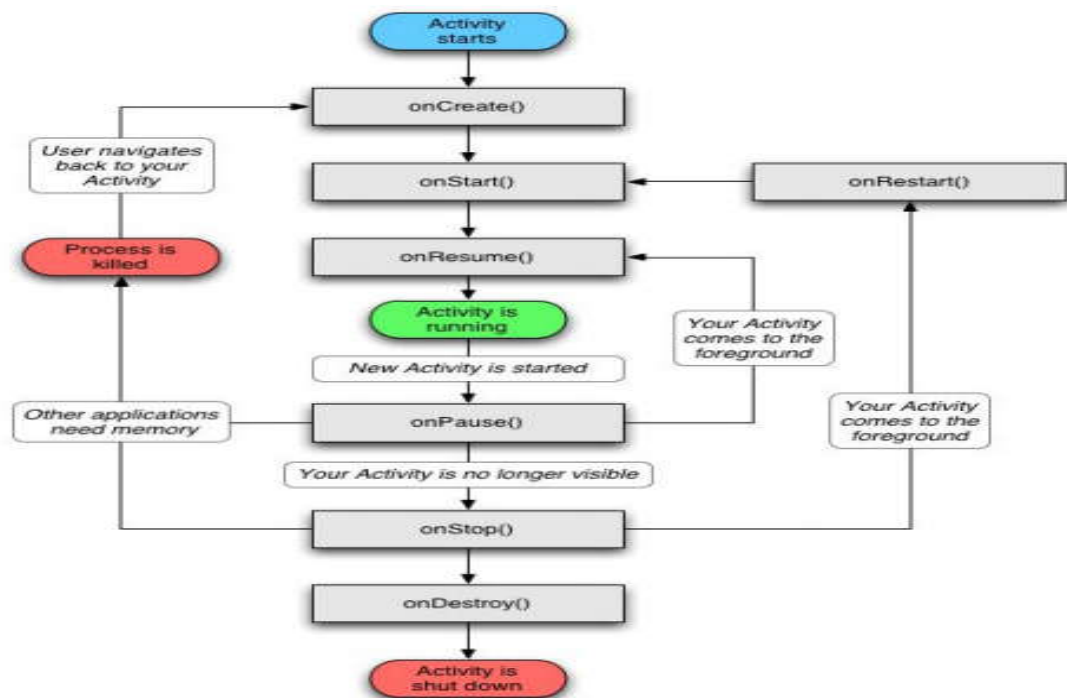 Activity
starts
onCreate()
User navigates
back to your
Activity
onStart()
onRestart()
Process is
killed
onResume()
Activity is
running
Your Activity
comes to the
foreground
New Activity is started
Other applications
need memory
onPause()
Your Activity
comes to the
foreground
Your Activity is no longer visible
onStop()
onDestroy()
Activity is
shut down